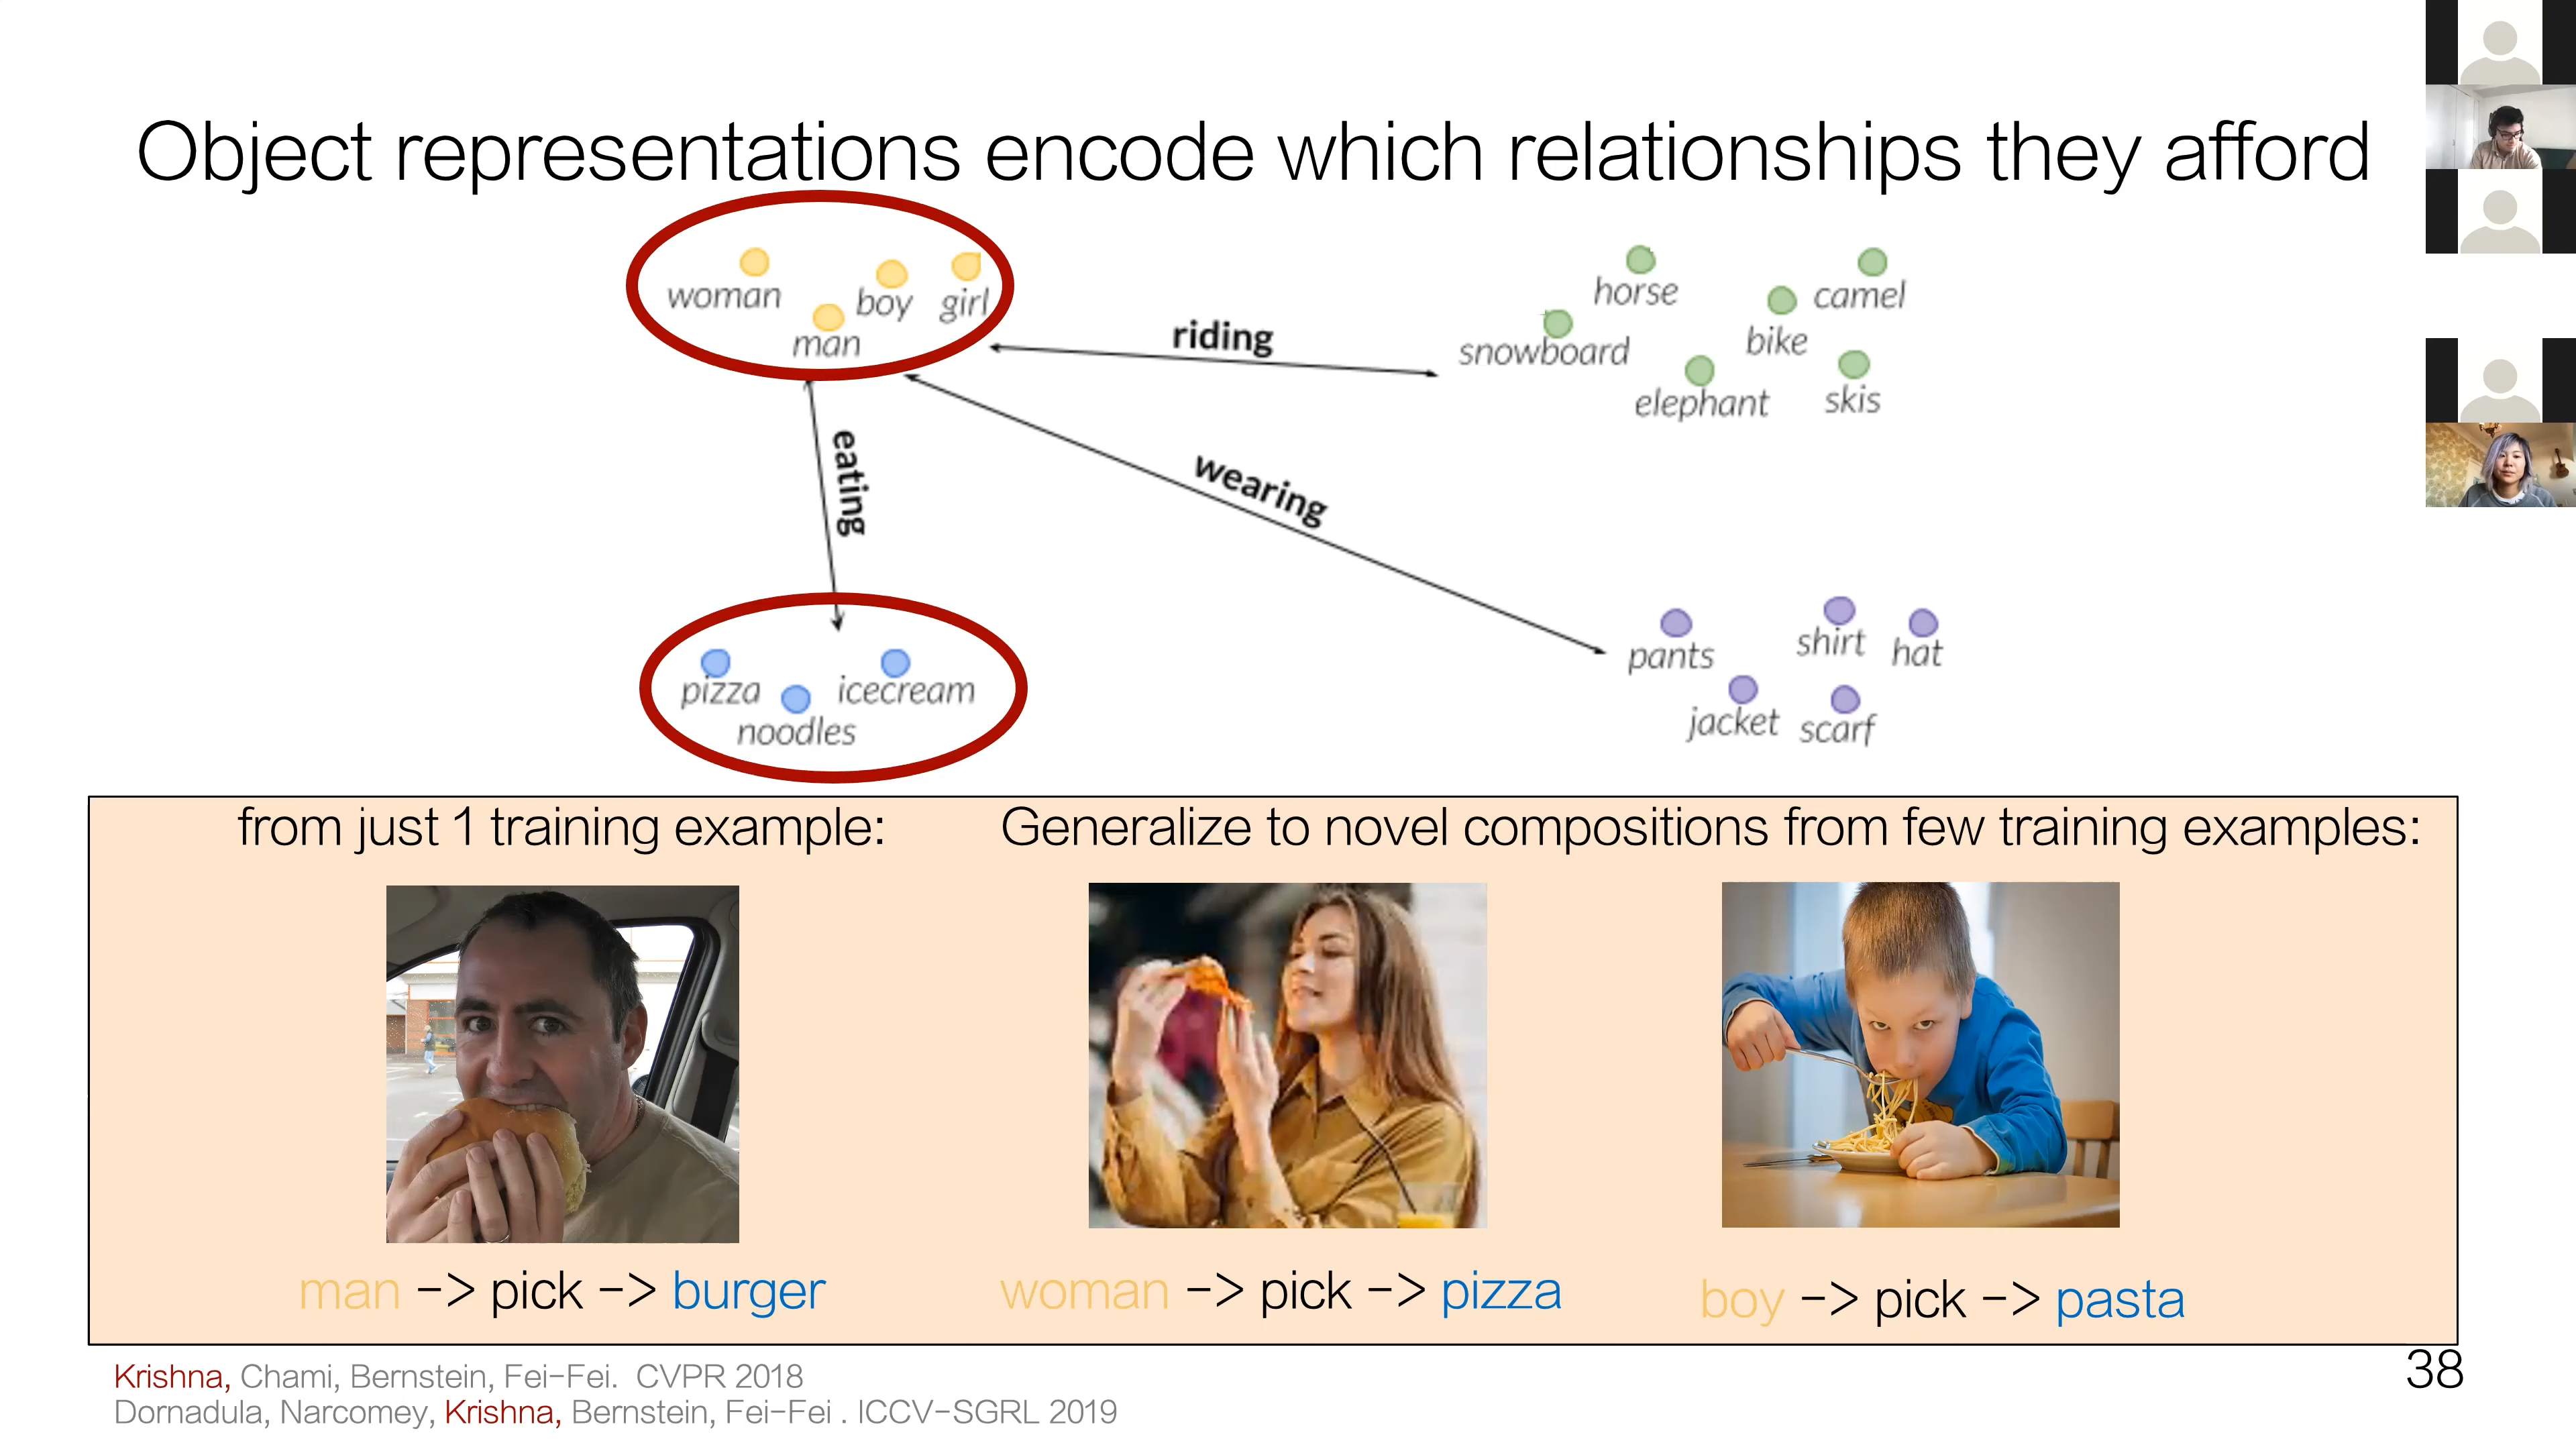 Object representations encode which relationships they afford
woman
boy
girl
man
riding
horse
camel
snowboard
bike
elephant
skis
eating
wearing
pizza
icecream
noodles
pants
shirt
hat
jacket
scarf
from just 1 training example:
Generalize to novel compositions from few training examples:
man -> pick -> burger
woman -> pick -> pizza
boy -> pick -> pasta
Krishna, Chami, Bernstein, Fei-Fei. CVPR 2018
Dornadula, Narcomey, Krishna, Bernstein, Fei-Fei . ICCV-SGRL 2019
38